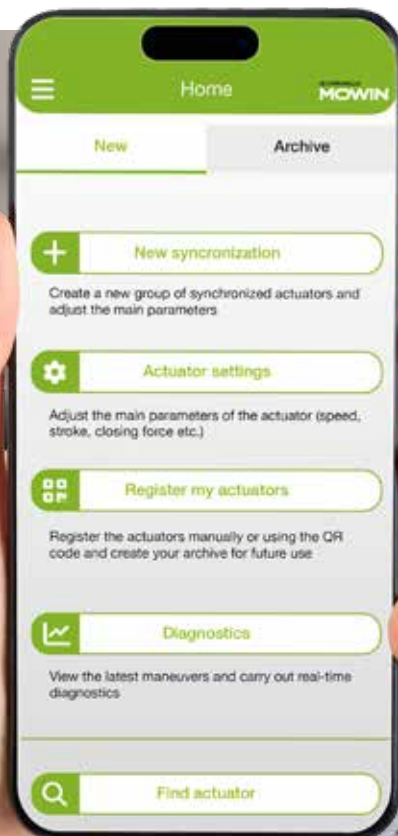 Home
MOWIN
New
Archive
New syncronization
Create a new group of synchronized actuators and
adjust the main parameters
Actuator settings
Adjust the main parameters of the actuator (speed,
stroke, closing force etc.)
Register my actuators
Register the actuators manually or using the QR
code and create your archive for future use
Diagnostics
View the latest maneuvers and carry out real-time
diagnostics
Find actuator